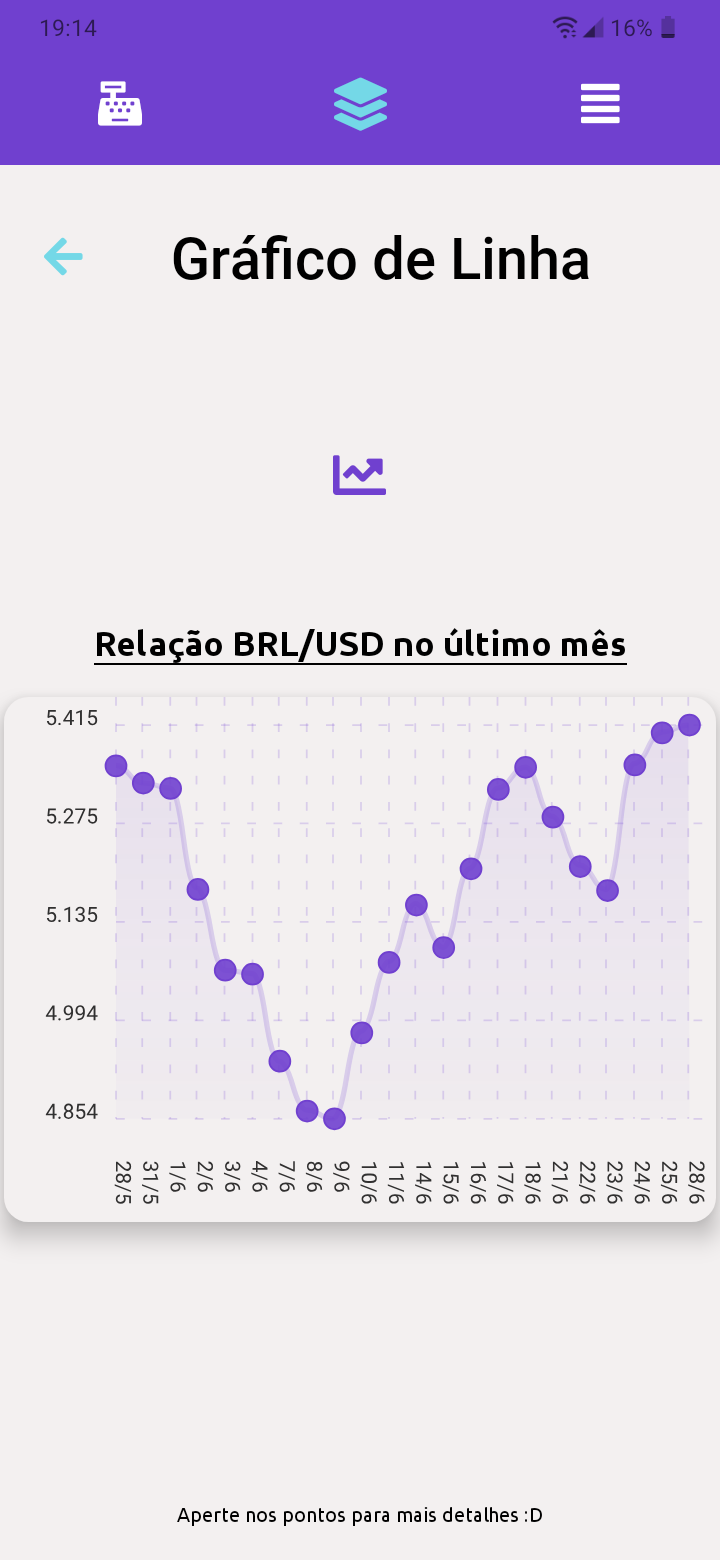 19:14 16%
Gráfico de Linha
Relação BRL/USD no último mês
5.415
5.275
5.135
4.994
4.854
28/5 31/5 1/6 2/6 3/6 4/6 7/6 8/6 9/6 10/6 11/6 14/6 15/6 16/6 17/6 18/6 21/6 22/6 23/6 24/6 25/6 28/6
Aperte nos pontos para mais detalhes :D